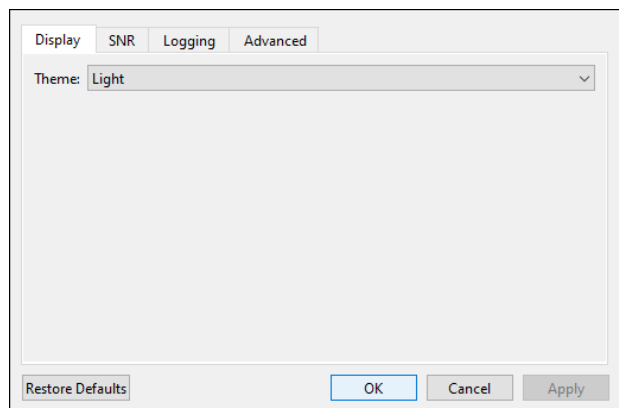 Display SNR Logging Advanced
Theme: Light
Restore Defaults OK Cancel Apply